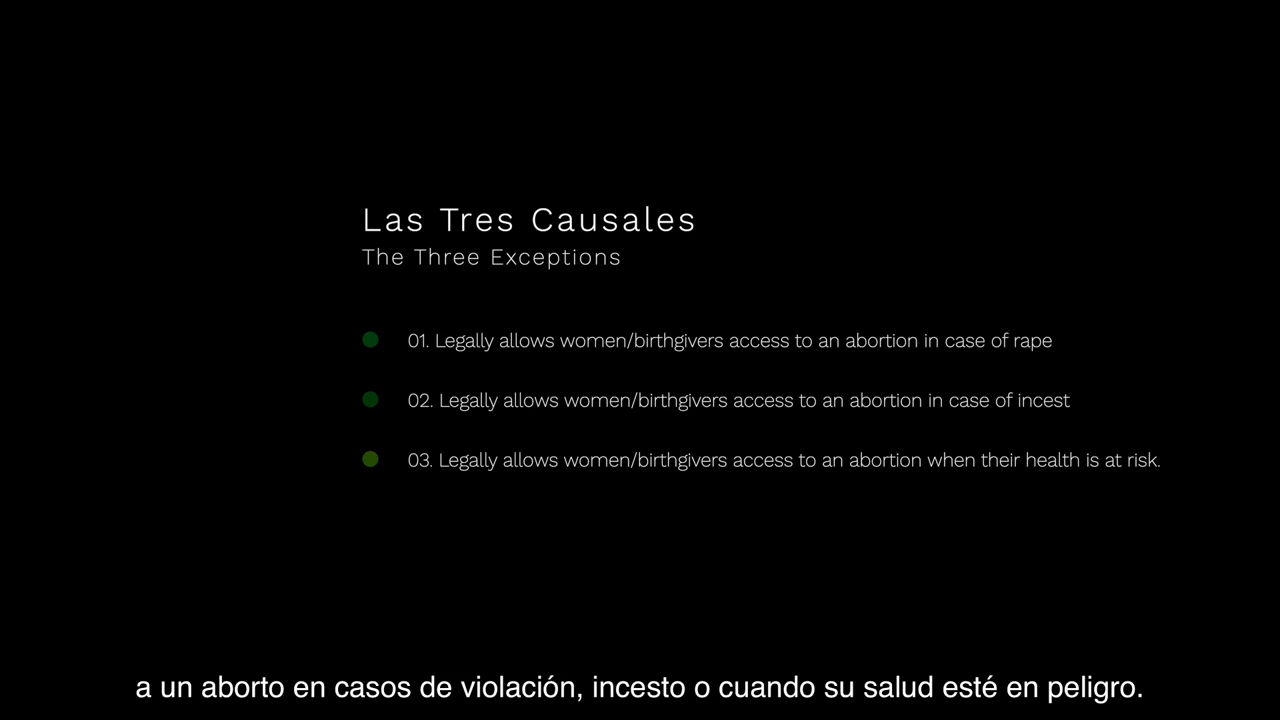 Las Tres Causales
The Three Exceptions
01. Legally allows women/birthgivers access to an abortion in case of rape
02. Legally allows women/birthgivers access to an abortion in case of incest
03. Legally allows women/birthgivers access to an abortion when their health is at risk.
a un aborto en casos de violación, incesto o cuando su salud esté en peligro.